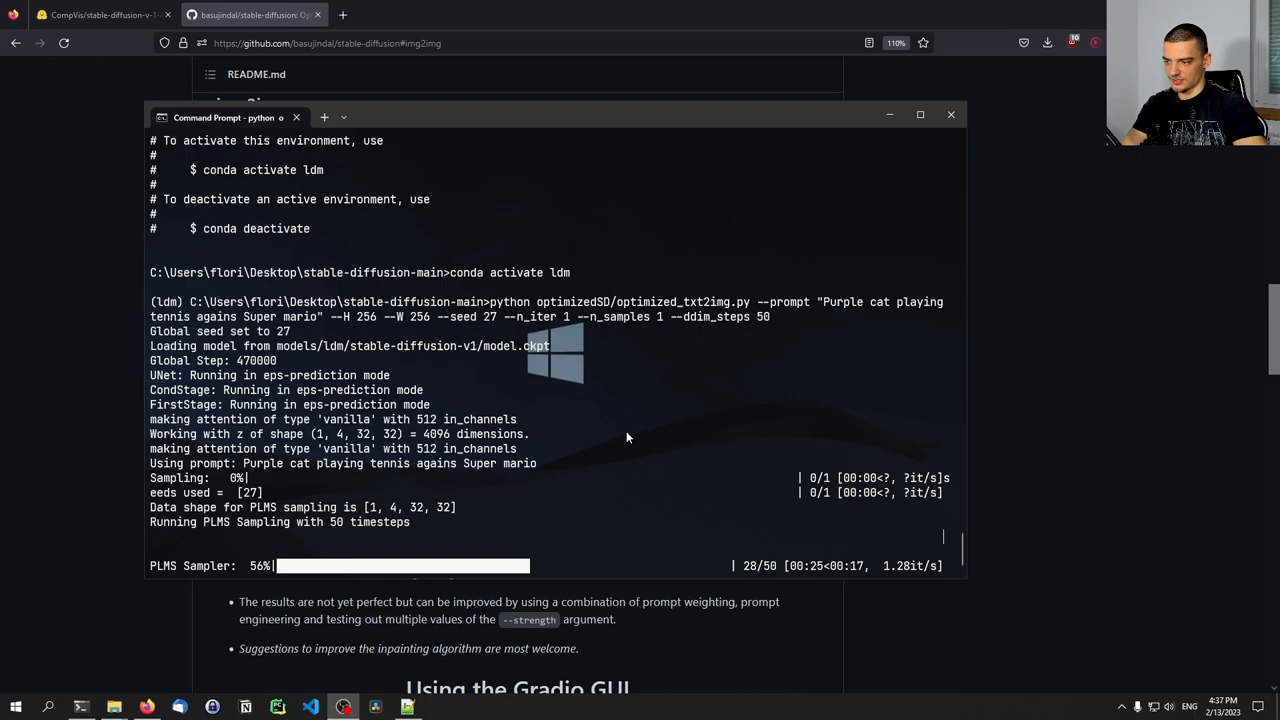 CompVis/stable-diffusion-v-1-
basujindal/stable-diffusion: Op
https://github.com/basujindal/stable-diffusion#img2img
110%
10
README.md
Command Prompt - python o
# To activate this environment, use
#
#     $ conda activate ldm
#
# To deactivate an active environment, use
#
#     $ conda deactivate
C:\Users\flori\Desktop\stable-diffusion-main>conda activate ldm
(ldm) C:\Users\flori\Desktop\stable-diffusion-main>python optimizedSD/optimized_txt2img.py --prompt "Purple cat playing
tennis agains Super mario" --H 256 --W 256 --seed 27 --n_iter 1 --n_samples 1 --ddim_steps 50
Global seed set to 27
Loading model from models/ldm/stable-diffusion-v1/model.ckpt
Global Step: 470000
UNet: Running in eps-prediction mode
CondStage: Running in eps-prediction mode
FirstStage: Running in eps-prediction mode
making attention of type 'vanilla' with 512 in_channels
Working with z of shape (1, 4, 32, 32) = 4096 dimensions.
making attention of type 'vanilla' with 512 in_channels
Using prompt: Purple cat playing tennis agains Super mario
Sampling:   0%|                    | 0/1 [00:00<?, ?it/s]s
eeds used =  [27]                    | 0/1 [00:00<?, ?it/s]
Data shape for PLMS sampling is [1, 4, 32, 32]
Running PLMS Sampling with 50 timesteps
PLMS Sampler:  56%|                    | 28/50 [00:25<00:17,  1.28it/s]
The results are not yet perfect but can be improved by using a combination of prompt weighting, prompt
engineering and testing out multiple values of the --strength argument.
Suggestions to improve the inpainting algorithm are most welcome.
Using the Gradio GUI
ENG
4:37 PM
2/13/2023